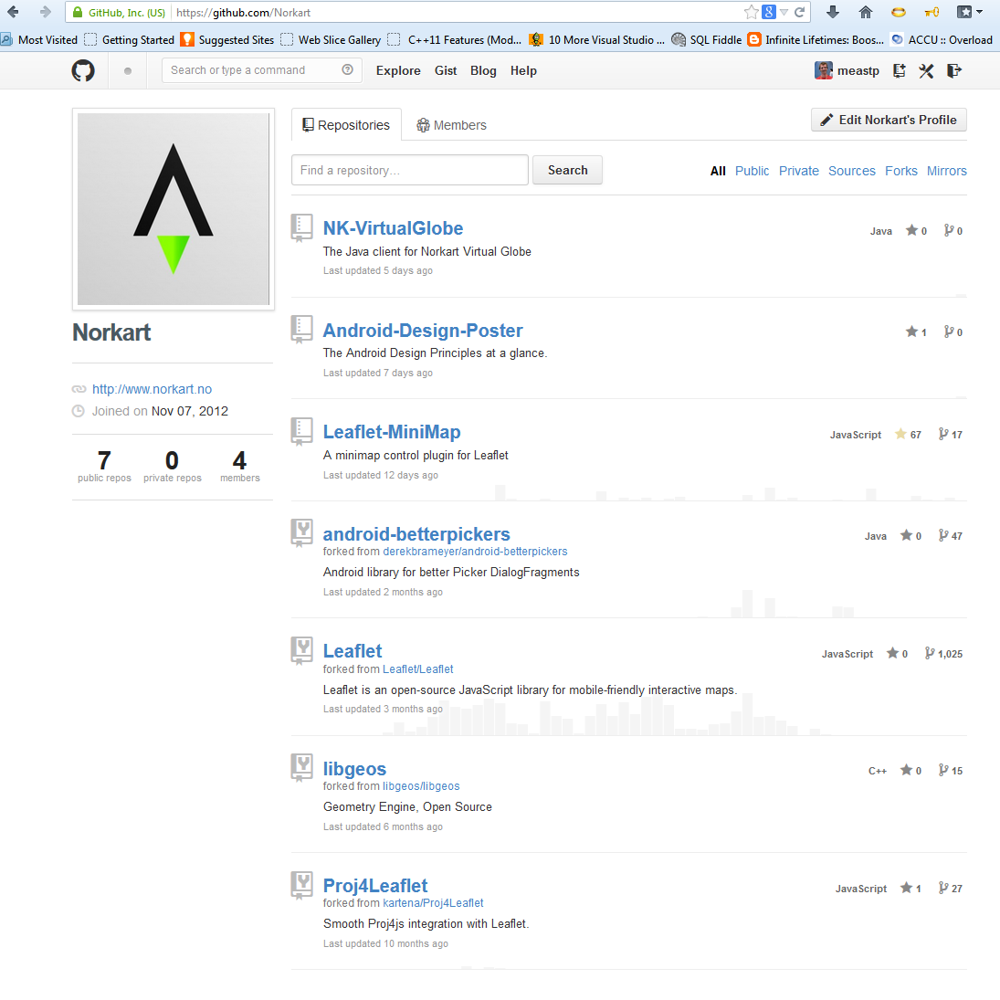 GitHub, Inc. (US) https://github.com/Norkart
Most Visited Getting Started Suggested Sites Web Slice Gallery C++11 Features (Mod... 10 More Visual Studio ... SQL Fiddle Infinite Lifetimes: Boos... ACCU :: Overload
Search or type a command Explore Gist Blog Help meastp
Repositories Members Edit Norkart's Profile
Find a repository... Search All Public Private Sources Forks Mirrors
Norkart
http://www.norkart.no
Joined on Nov 07, 2012
7 0 4
public repos private repos members
NK-VirtualGlobe Java 0 0
The Java client for Norkart Virtual Globe
Last updated 5 days ago
Android-Design-Poster 1 0
The Android Design Principles at a glance.
Last updated 7 days ago
Leaflet-MiniMap JavaScript 67 17
A minimap control plugin for Leaflet
Last updated 12 days ago
android-betterpickers Java 0 47
forked from derekbrameyer/android-betterpickers
Android library for better Picker DialogFragments
Last updated 2 months ago
Leaflet JavaScript 0 1,025
forked from Leaflet/Leaflet
Leaflet is an open-source JavaScript library for mobile-friendly interactive maps.
Last updated 3 months ago
libgeos C++ 0 15
forked from libgeos/libgeos
Geometry Engine, Open Source
Last updated 6 months ago
Proj4Leaflet JavaScript 1 27
forked from kartena/Proj4Leaflet
Smooth Proj4js integration with Leaflet.
Last updated 10 months ago